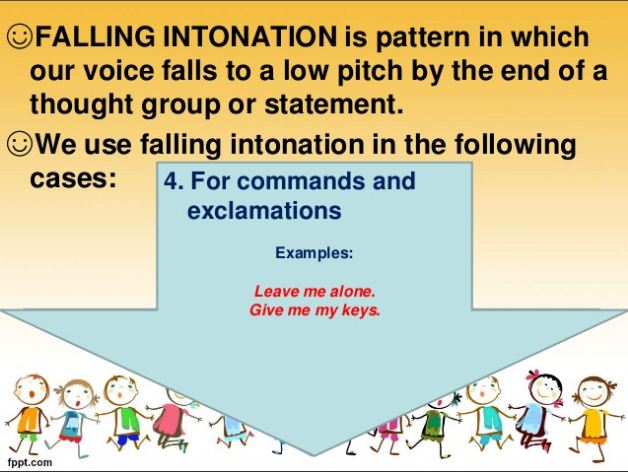 ☺FALLING INTONATION is pattern in which
our voice falls to a low pitch by the end of a
thought group or statement.
☺We use falling intonation in the following
cases:
4. For commands and
exclamations
Examples:
Leave me alone.
Give me my keys.
fppt.com